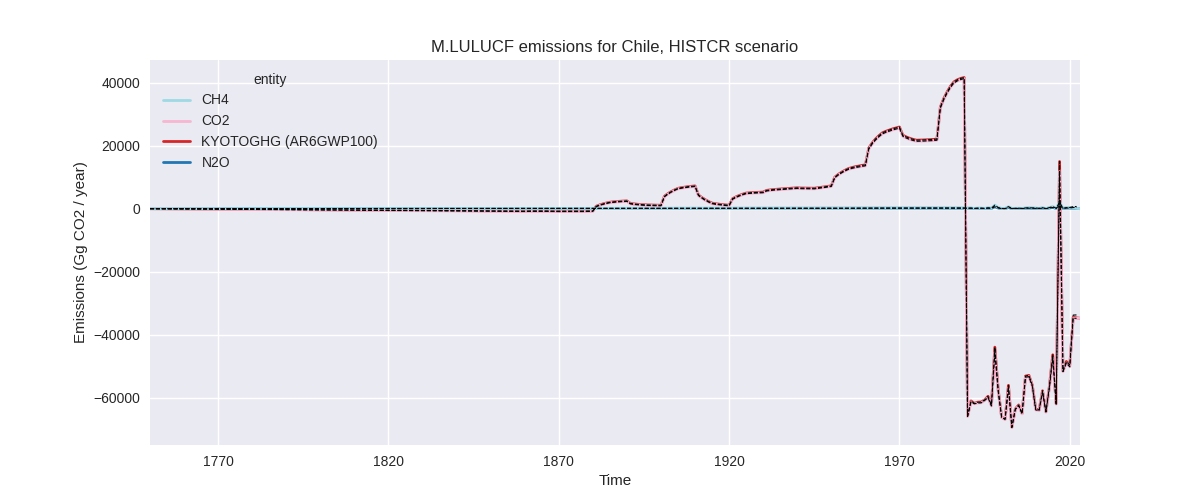 M.LULUCF emissions for Chile, HISTCR scenario
entity
CH4
CO2
KYOTOGHG (AR6GWP100)
N2O
Emissions (Gg CO2 / year)
40000
20000
0
−20000
−40000
−60000
1770
1820
1870
1920
1970
2020
Time